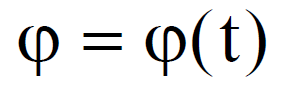 φ = φ(t)